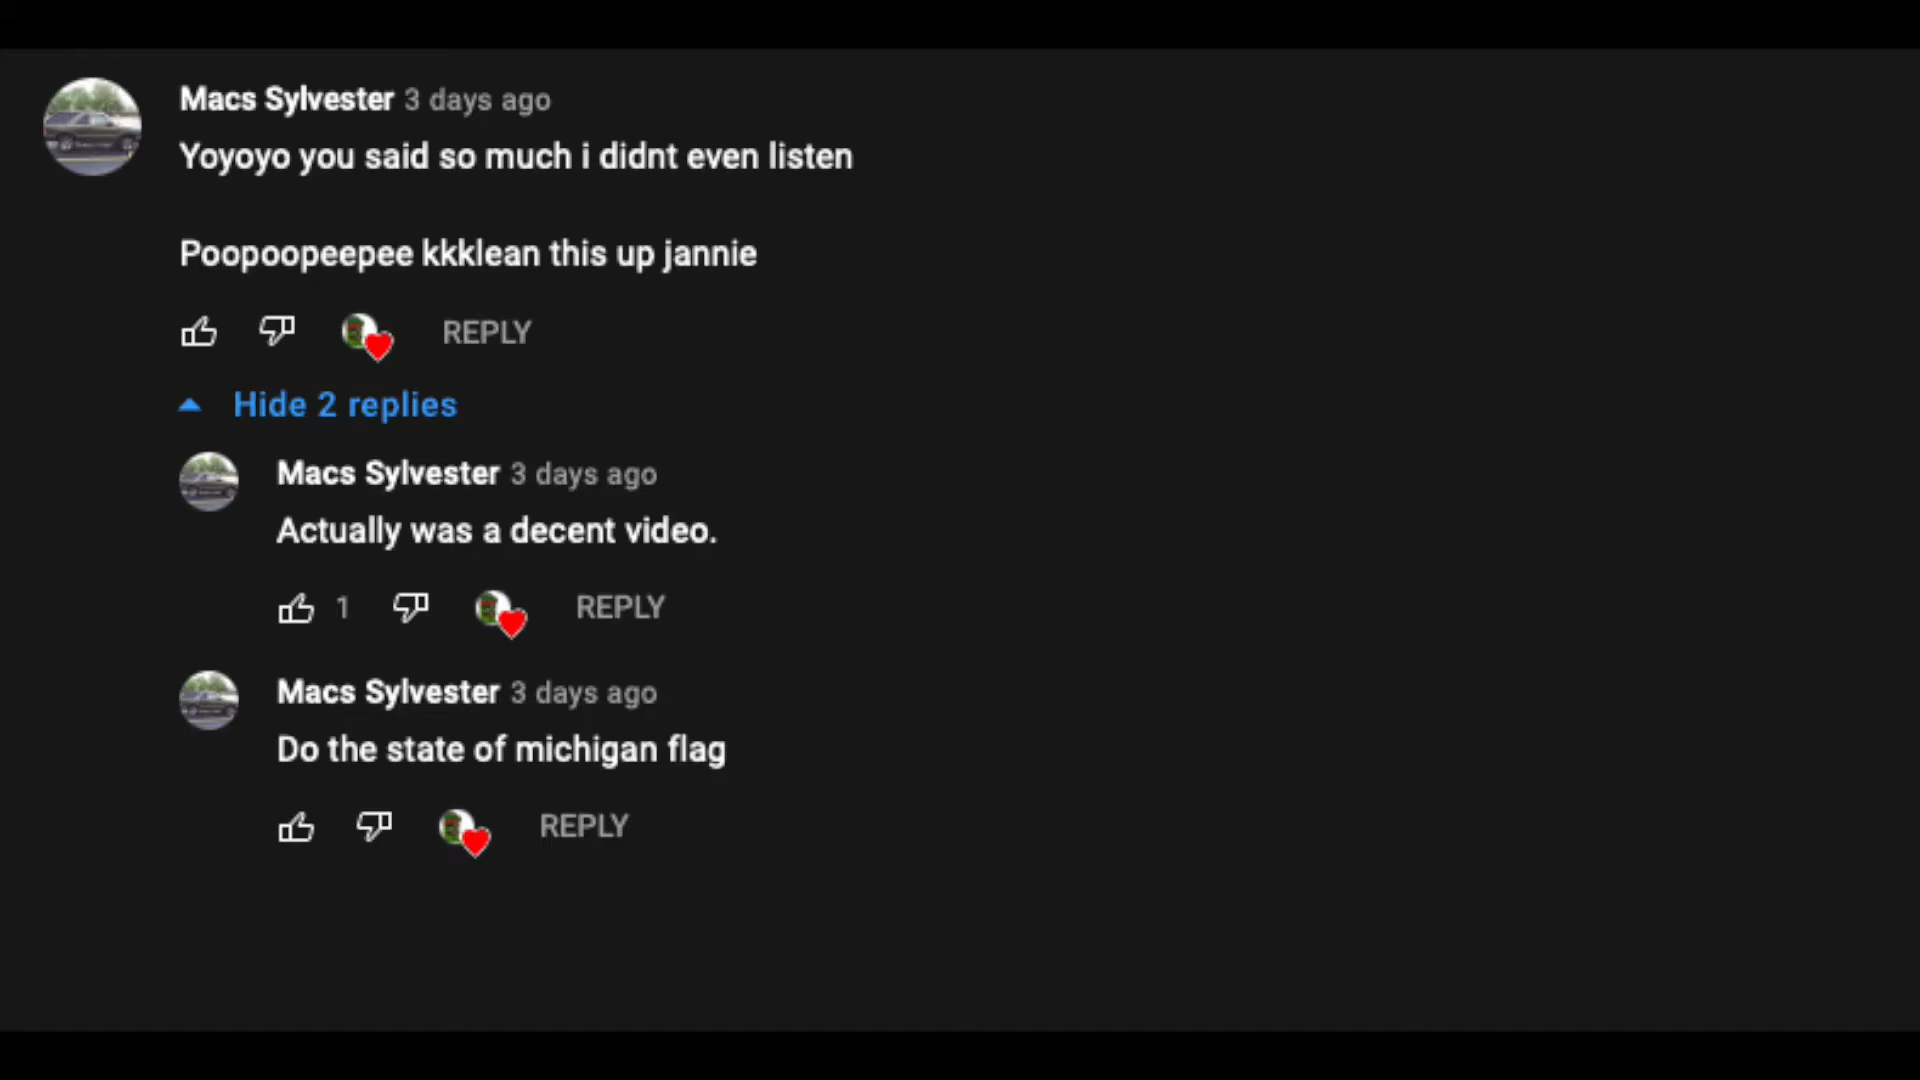 Macs Sylvester 3 days ago
Yoyoyo you said so much i didnt even listen
Poopoopeepee kkklean this up jannie
REPLY
Hide 2 replies
Macs Sylvester 3 days ago
Actually was a decent video.
1 REPLY
Macs Sylvester 3 days ago
Do the state of michigan flag
REPLY